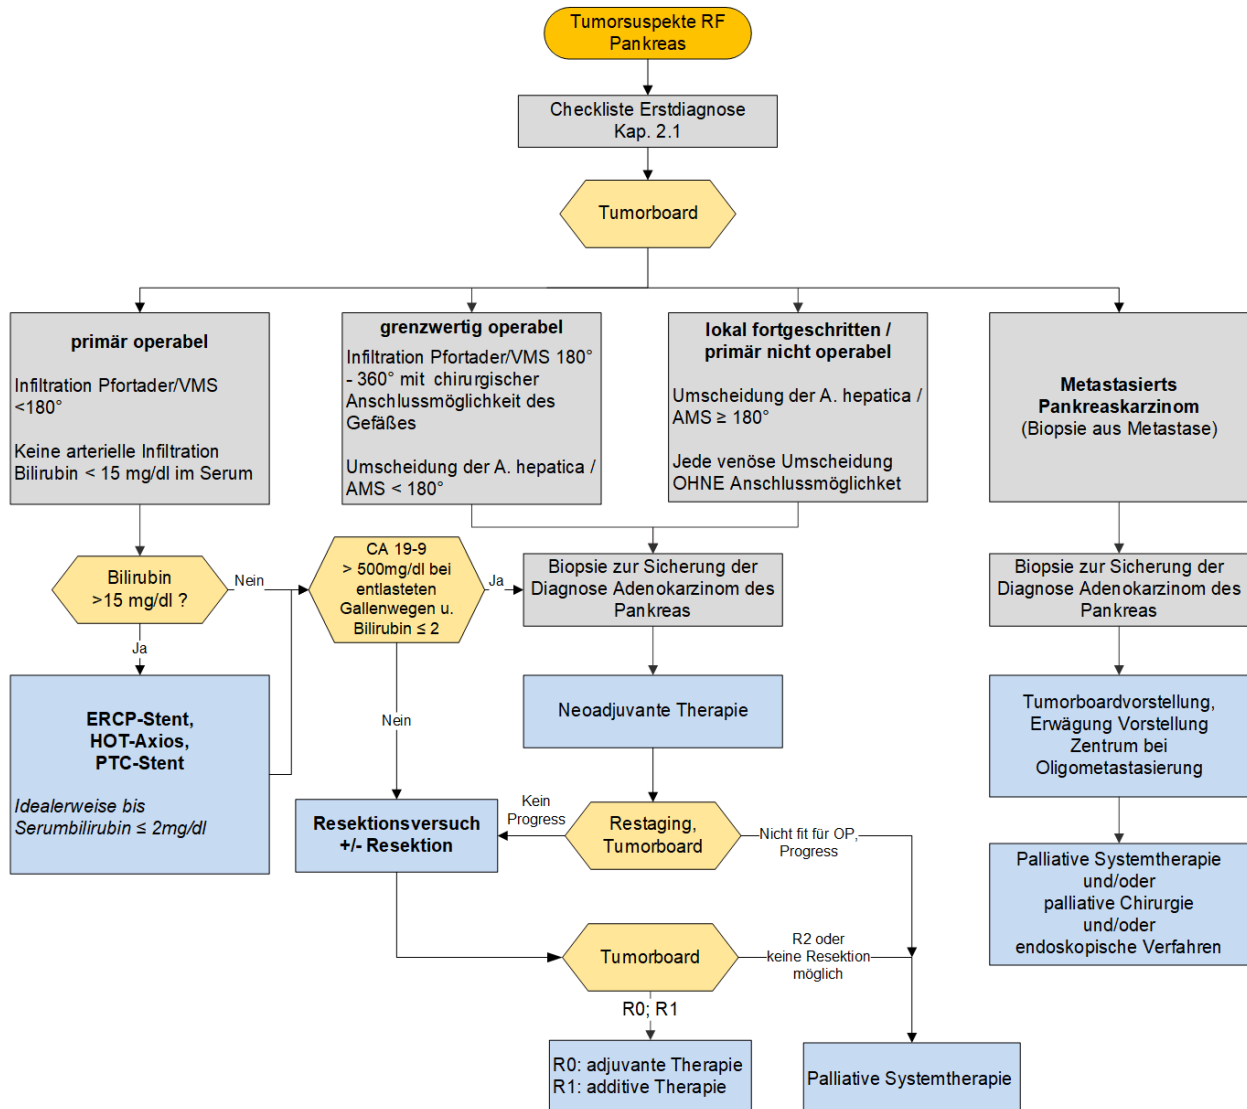 Tumorsuspekte RF
Pankreas
Checkliste Erstdiagnose
Kap. 2.1
Tumorboard
primär operabel
Infiltration Pfortader/VMS
<180°
Keine arterielle Infiltration
Bilirubin < 15 mg/dl im Serum
grenzwertig operabel
Infiltration Pfortader/VMS 180°
- 360° mit chirurgischer
Anschlussmöglichkeit des
Gefäßes
Umscheidung der A. hepatica /
AMS < 180°
lokal fortgeschritten /
primär nicht operabel
Umscheidung der A. hepatica /
AMS ≥ 180°
Jede venöse Umscheidung
OHNE Anschlussmöglichket
Metastasierts
Pankreaskarzinom
(Biopsie aus Metastase)
Bilirubin
>15 mg/dl ?
Nein
Ja
CA 19-9
> 500mg/dl bei
entlasteten
Gallenwegen u.
Bilirubin ≤ 2
Ja
Nein
Biopsie zur Sicherung der
Diagnose Adenokarzinom des
Pankreas
Biopsie zur Sicherung der
Diagnose Adenokarzinom des
Pankreas
ERCP-Stent,
HOT-Axios,
PTC-Stent
Idealerweise bis
Serumbilirubin ≤ 2mg/dl
Neoadjuvante Therapie
Tumorboardvorstellung,
Erwägung Vorstellung
Zentrum bei
Oligometastasierung
Resektionsversuch
+/- Resektion
Kein
Progress
Restaging,
Tumorboard
Nicht fit für OP,
Progress
Palliative Systemtherapie
und/oder
palliative Chirurgie
und/oder
endoskopische Verfahren
Tumorboard
R2 oder
keine Resektion
möglich
R0; R1
R0: adjuvante Therapie
R1: additive Therapie
Palliative Systemtherapie